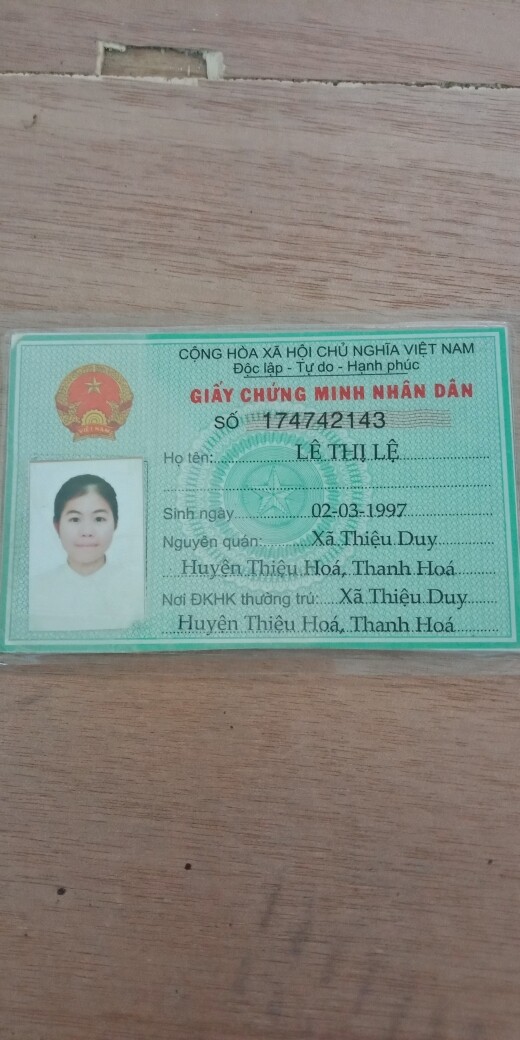 CỘNG HÒA XÃ HỘI CHỦ NGHĨA VIỆT NAM
Độc lập - Tự do - Hạnh phúc
GIẤY CHỨNG MINH NHÂN DÂN
SỐ 174742143
Họ tên: LÊ THỊ LỆ
Sinh ngày 02-03-1997
Nguyên quán: Xã Thiệu Duy
Huyện Thiệu Hoá, Thanh Hoá
Nơi ĐKHK thường trú: Xã Thiệu Duy
Huyện Thiệu Hoá, Thanh Hoá
VIỆT NAM